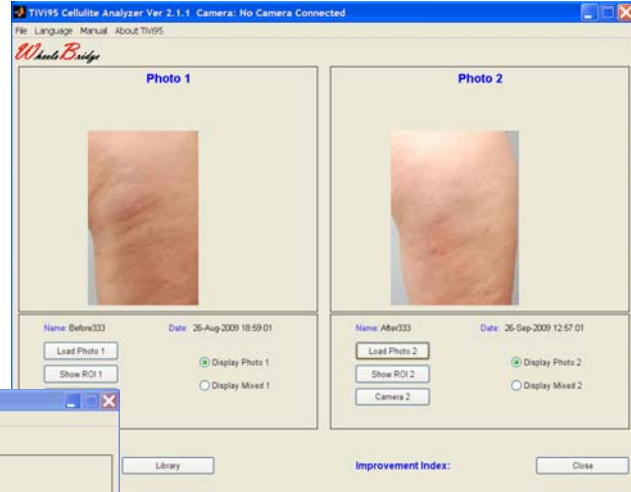 TiVi95 Cellulite Analyzer Ver 2.1.1 Camera: No Camera Connected
File Language Manual About TiVi95
WheelsBridge
Photo 1
Photo 2
Name: Before333 Date: 26-Aug-2009 18:59:01
Name: After333 Date: 26-Sep-2009 12:57:01
Load Photo 1
Display Photo 1
Load Photo 2
Display Photo 2
Show ROI 1
Display Mixed 1
Show ROI 2
Display Mixed 2
Camera 2
Library
Improvement Index:
Close